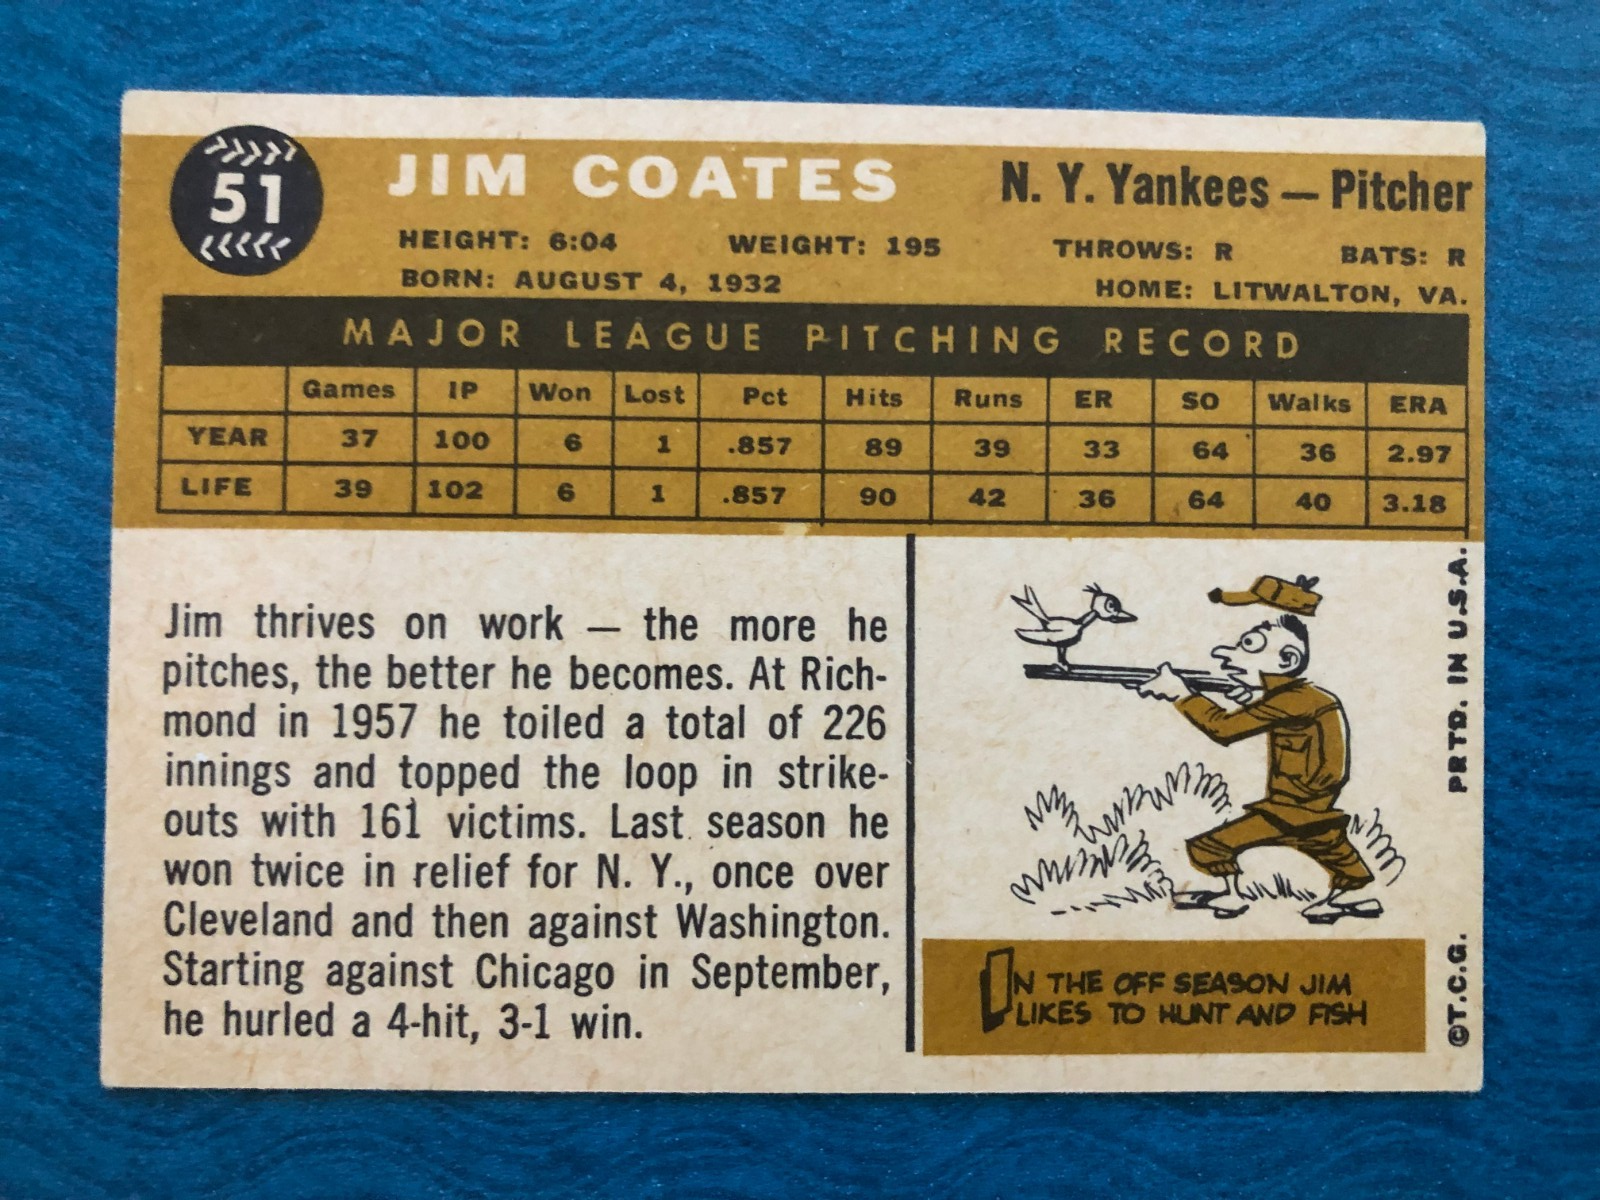 51
JIM COATES
N. Y. Yankees — Pitcher
HEIGHT: 6:04 WEIGHT: 195 THROWS: R BATS: R
BORN: AUGUST 4, 1932 HOME: LITWALTON, VA.
MAJOR LEAGUE PITCHING RECORD
Games IP Won Lost Pct Hits Runs ER SO Walks ERA
YEAR 37 100 6 1 .857 89 39 33 64 36 2.97
LIFE 39 102 6 1 .857 90 42 36 64 40 3.18
Jim thrives on work — the more he
pitches, the better he becomes. At Rich-
mond in 1957 he toiled a total of 226
innings and topped the loop in strike-
outs with 161 victims. Last season he
won twice in relief for N. Y., once over
Cleveland and then against Washington.
Starting against Chicago in September,
he hurled a 4-hit, 3-1 win.
IN THE OFF SEASON JIM
LIKES TO HUNT AND FISH
©T.C.G. PRTD. IN U.S.A.